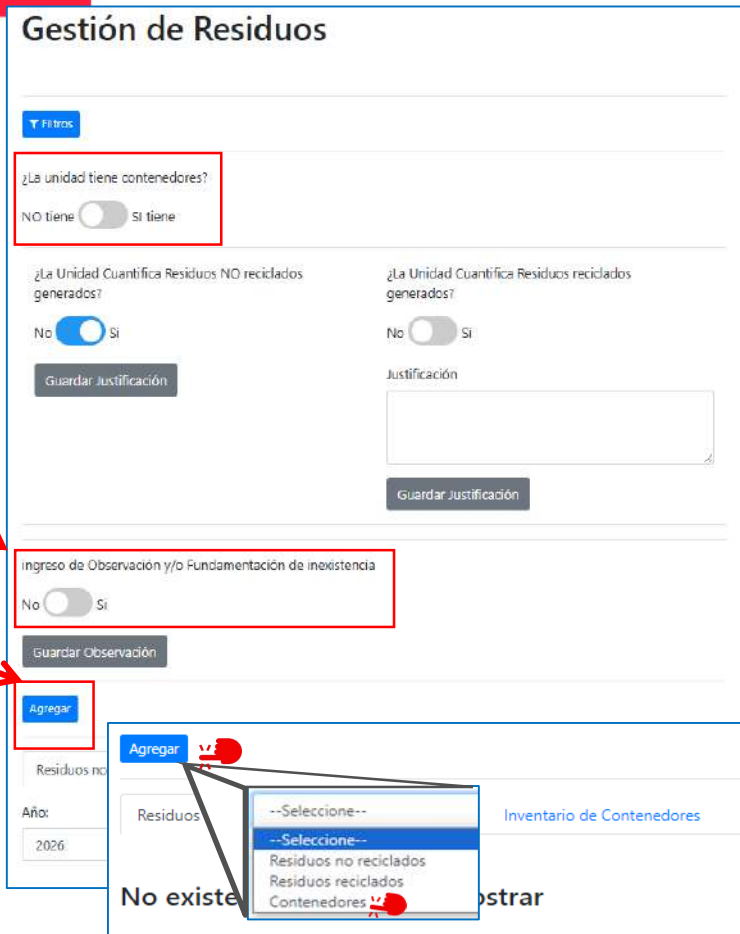 Gestión de Residuos
Filtros
¿La unidad tiene contenedores?
NO tiene SI tiene
¿La Unidad Cuantifica Residuos NO reciclados
generados?
No Si
Guardar Justificación
¿La Unidad Cuantifica Residuos reciclados
generados?
No Si
Justificación
Guardar Justificación
ingreso de Observación y/o Fundamentación de inexistencia
No Si
Guardar Observación
Agregar
Residuos no
Año:
2026
Agregar
Residuos
--Seleccione--
--Seleccione--
Residuos no reciclados
Residuos reciclados
Contenedores
Inventario de Contenedores
No existe